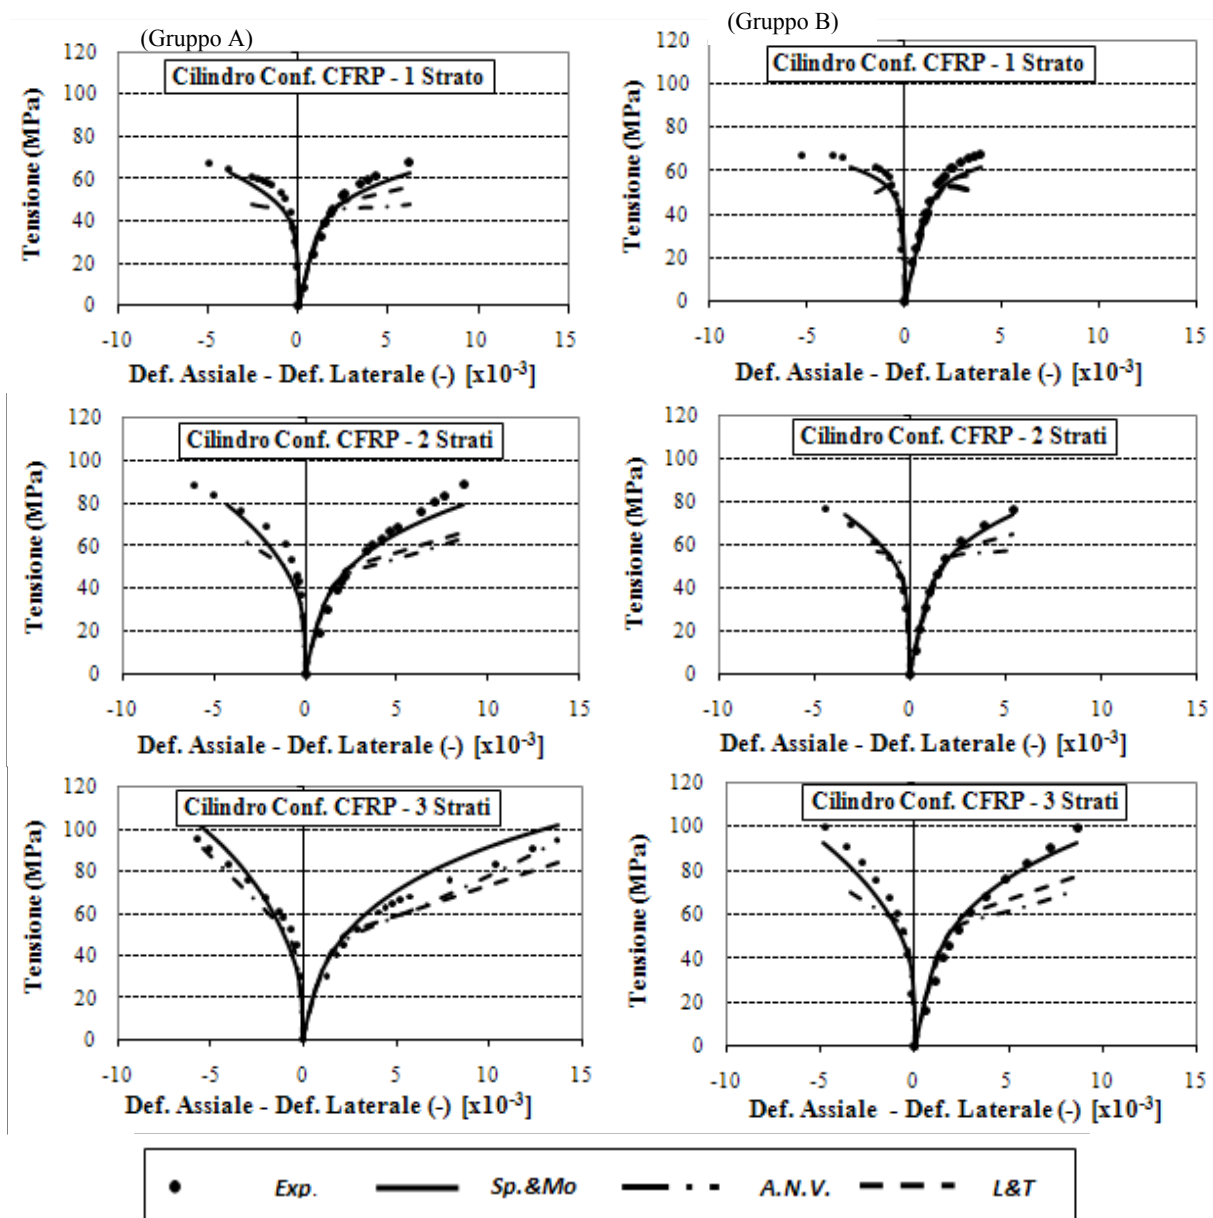 (Gruppo A)
Cilindro Conf. CFRP - 1 Strato
Tensione (MPa)
120
100
80
60
40
20
0
-10 -5 0 5 10 15
Def. Assiale - Def. Laterale (-) [x10-3]
(Gruppo B)
Cilindro Conf. CFRP - 1 Strato
Tensione (MPa)
120
100
80
60
40
20
0
-10 -5 0 5 10 15
Def. Assiale - Def. Laterale (-) [x10-3]
Cilindro Conf. CFRP - 2 Strati
Tensione (MPa)
120
100
80
60
40
20
0
-10 -5 0 5 10 15
Def. Assiale - Def. Laterale (-) [x10-3]
Cilindro Conf. CFRP - 2 Strati
Tensione (MPa)
120
100
80
60
40
20
0
-10 -5 0 5 10 15
Def. Assiale - Def. Laterale (-) [x10-3]
Cilindro Conf. CFRP - 3 Strati
Tensione (MPa)
120
100
80
60
40
20
0
-10 -5 0 5 10 15
Def. Assiale - Def. Laterale (-) [x10-3]
Cilindro Conf. CFRP - 3 Strati
Tensione (MPa)
120
100
80
60
40
20
0
-10 -5 0 5 10 15
Def. Assiale - Def. Laterale (-) [x10-3]
Exp. Sp.&Mo A.N.V. L&T